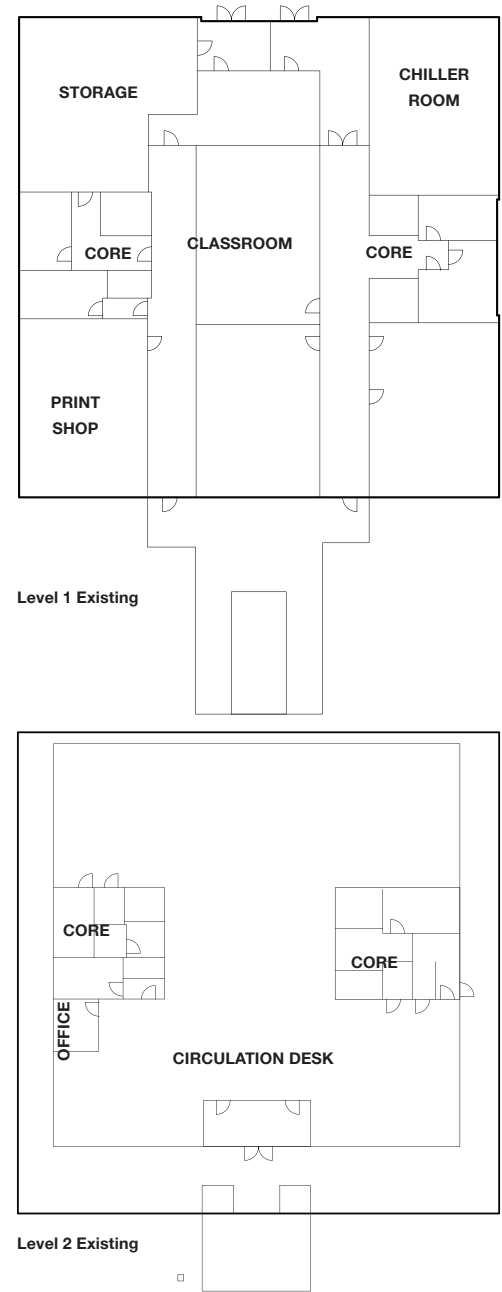 STORAGE
CHILLER
ROOM
CORE
CLASSROOM
CORE
PRINT
SHOP
Level 1 Existing
CORE
CORE
OFFICE
CIRCULATION DESK
Level 2 Existing